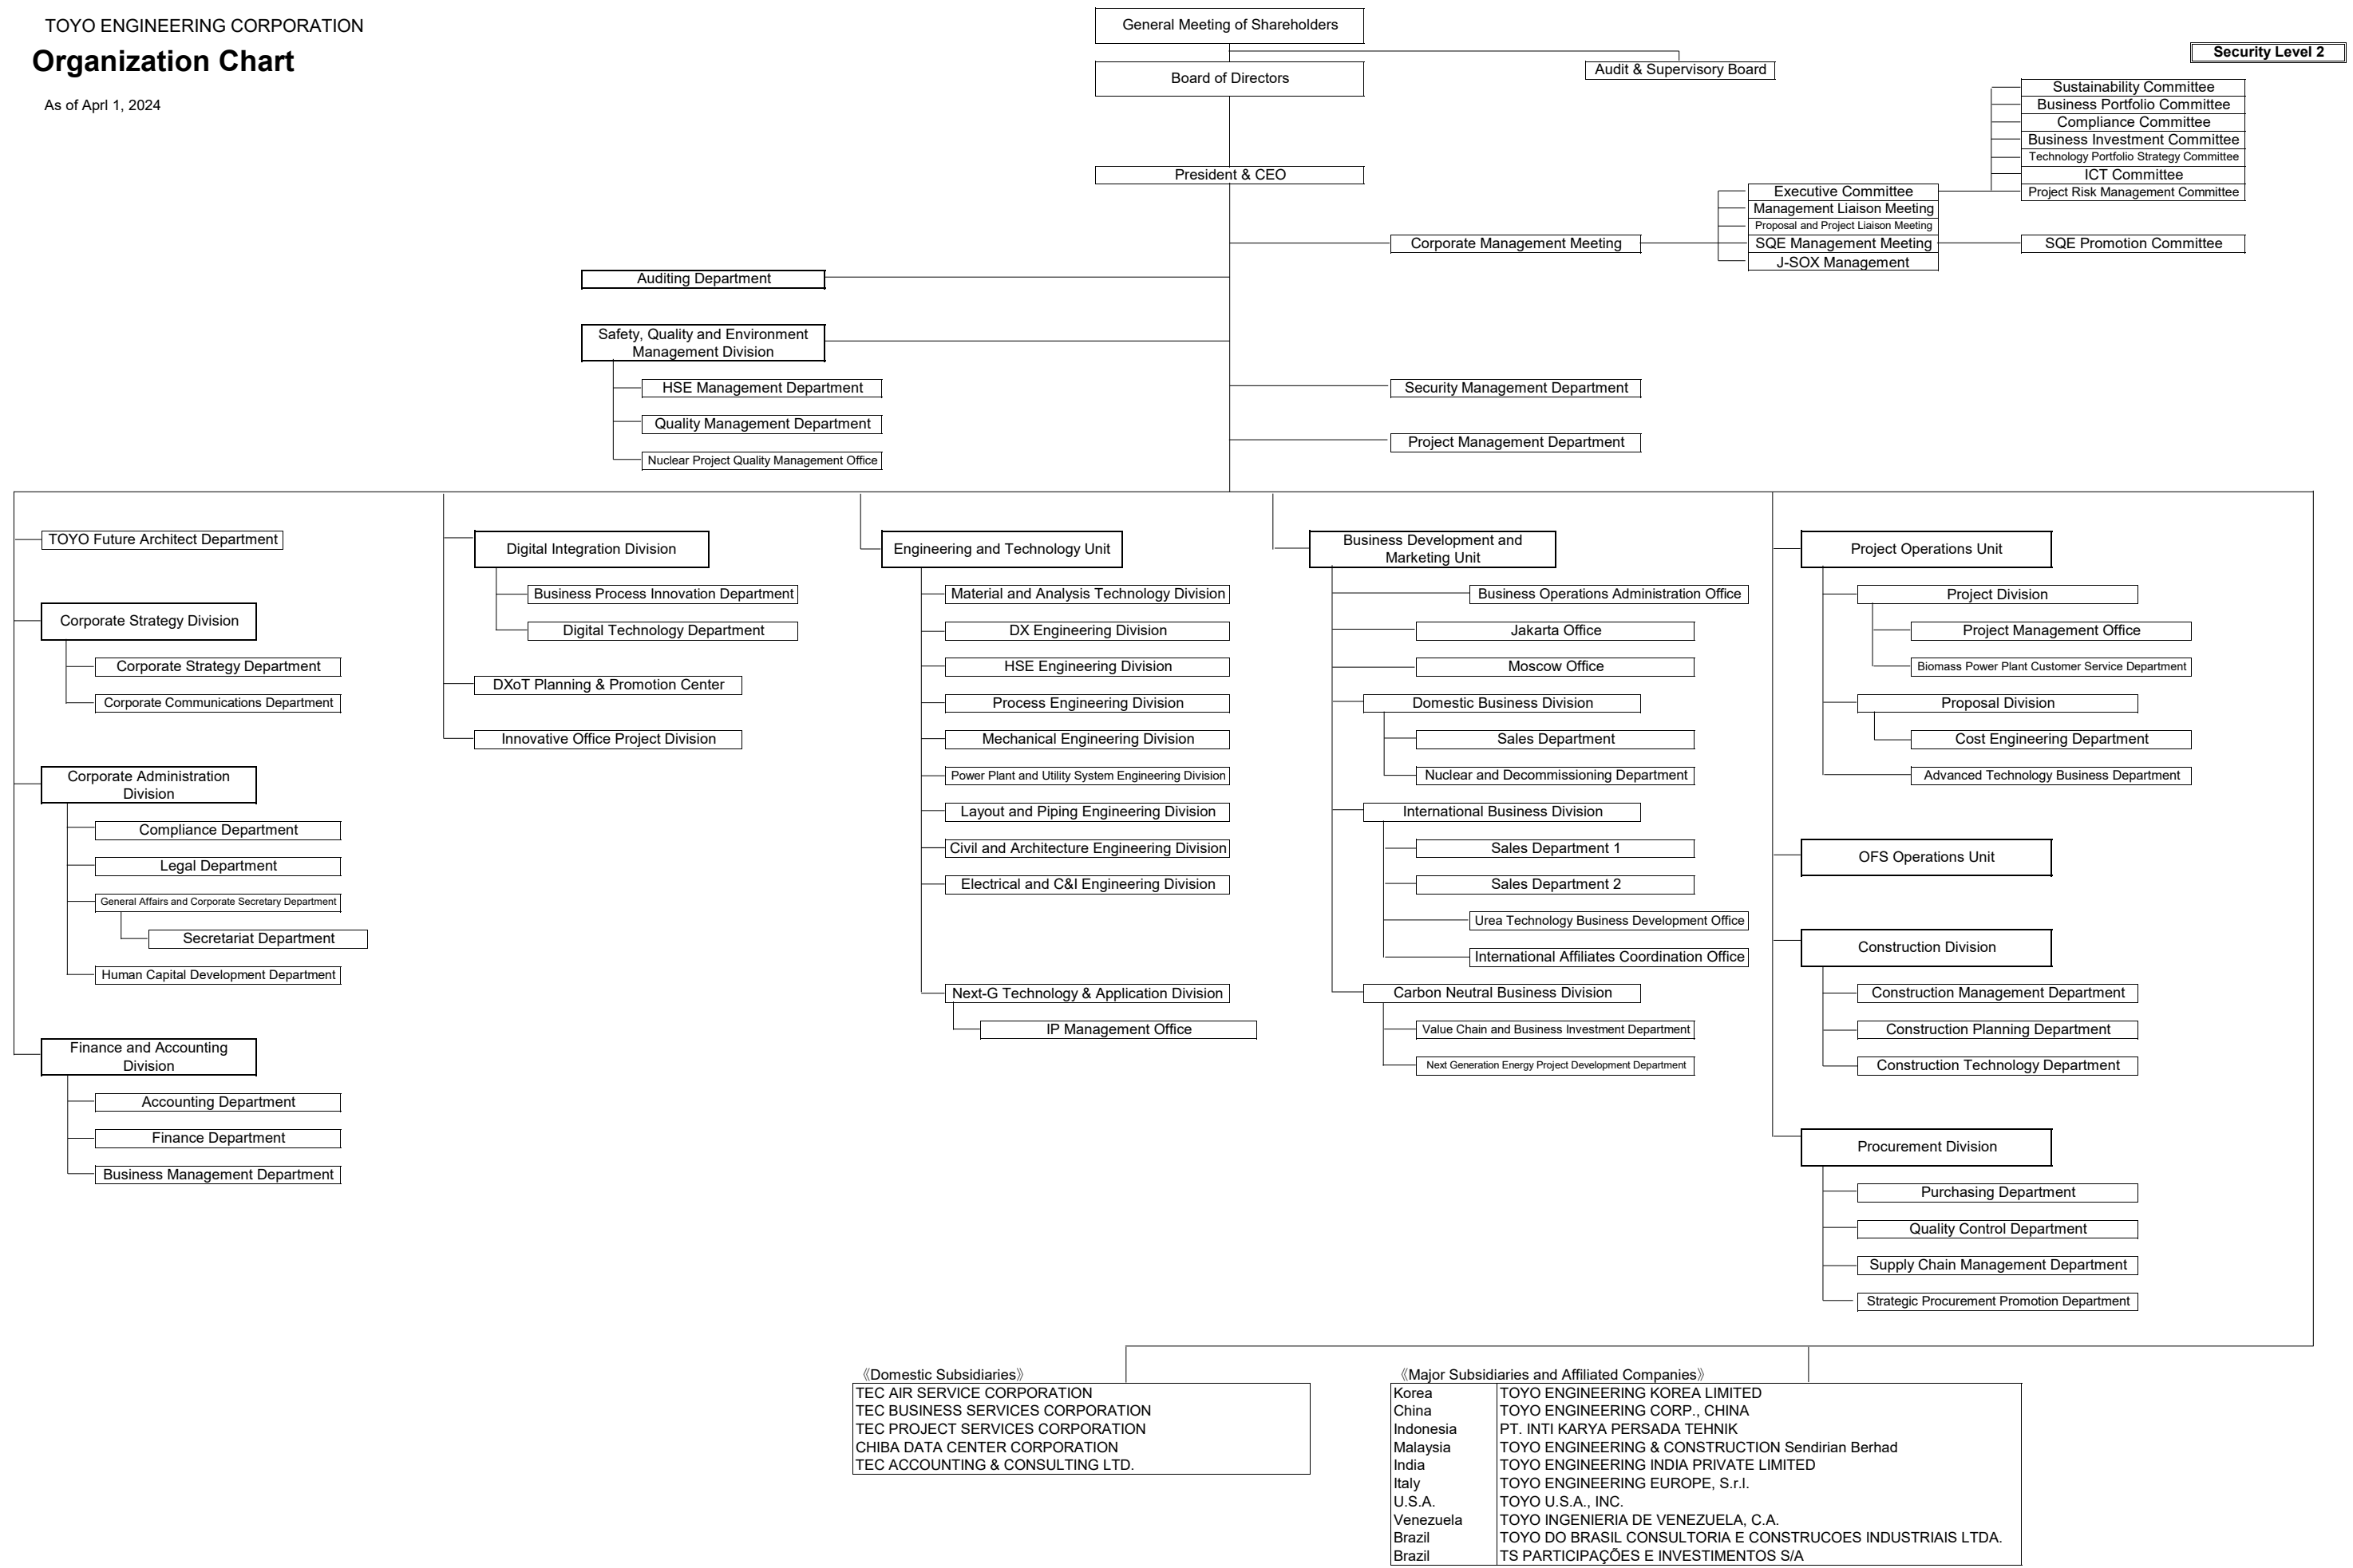 TOYO ENGINEERING CORPORATION
Organization Chart
As of Aprl 1, 2024
General Meeting of Shareholders
Board of Directors
Audit & Supervisory Board
Security Level 2
President & CEO
Sustainability Committee
Business Portfolio Committee
Compliance Committee
Business Investment Committee
Technology Portfolio Strategy Committee
ICT Committee
Project Risk Management Committee
Executive Committee
Management Liaison Meeting
Proposal and Project Liaison Meeting
SQE Management Meeting
J-SOX Management
Corporate Management Meeting
SQE Promotion Committee
Auditing Department
Safety, Quality and Environment
Management Division
HSE Management Department
Quality Management Department
Nuclear Project Quality Management Office
Security Management Department
Project Management Department
TOYO Future Architect Department
Corporate Strategy Division
Corporate Strategy Department
Corporate Communications Department
Corporate Administration
Division
Compliance Department
Legal Department
General Affairs and Corporate Secretary Department
Secretariat Department
Human Capital Development Department
Finance and Accounting
Division
Accounting Department
Finance Department
Business Management Department
Digital Integration Division
Business Process Innovation Department
Digital Technology Department
DXoT Planning & Promotion Center
Innovative Office Project Division
Engineering and Technology Unit
Material and Analysis Technology Division
DX Engineering Division
HSE Engineering Division
Process Engineering Division
Mechanical Engineering Division
Power Plant and Utility System Engineering Division
Layout and Piping Engineering Division
Civil and Architecture Engineering Division
Electrical and C&I Engineering Division
Next-G Technology & Application Division
IP Management Office
Business Development and
Marketing Unit
Business Operations Administration Office
Jakarta Office
Moscow Office
Domestic Business Division
Sales Department
Nuclear and Decommissioning Department
International Business Division
Sales Department 1
Sales Department 2
Urea Technology Business Development Office
International Affiliates Coordination Office
Carbon Neutral Business Division
Value Chain and Business Investment Department
Next Generation Energy Project Development Department
Project Operations Unit
Project Division
Project Management Office
Biomass Power Plant Customer Service Department
Proposal Division
Cost Engineering Department
Advanced Technology Business Department
OFS Operations Unit
Construction Division
Construction Management Department
Construction Planning Department
Construction Technology Department
Procurement Division
Purchasing Department
Quality Control Department
Supply Chain Management Department
Strategic Procurement Promotion Department
《Domestic Subsidiaries》
TEC AIR SERVICE CORPORATION
TEC BUSINESS SERVICES CORPORATION
TEC PROJECT SERVICES CORPORATION
CHIBA DATA CENTER CORPORATION
TEC ACCOUNTING & CONSULTING LTD.
《Major Subsidiaries and Affiliated Companies》
Korea TOYO ENGINEERING KOREA LIMITED
China TOYO ENGINEERING CORP., CHINA
Indonesia PT. INTI KARYA PERSADA TEHNIK
Malaysia TOYO ENGINEERING & CONSTRUCTION Sendirian Berhad
India TOYO ENGINEERING INDIA PRIVATE LIMITED
Italy TOYO ENGINEERING EUROPE, S.r.l.
U.S.A. TOYO U.S.A., INC.
Venezuela TOYO INGENIERIA DE VENEZUELA, C.A.
Brazil TOYO DO BRASIL CONSULTORIA E CONSTRUCOES INDUSTRIAIS LTDA.
Brazil TS PARTICIPAÇÕES E INVESTIMENTOS S/A